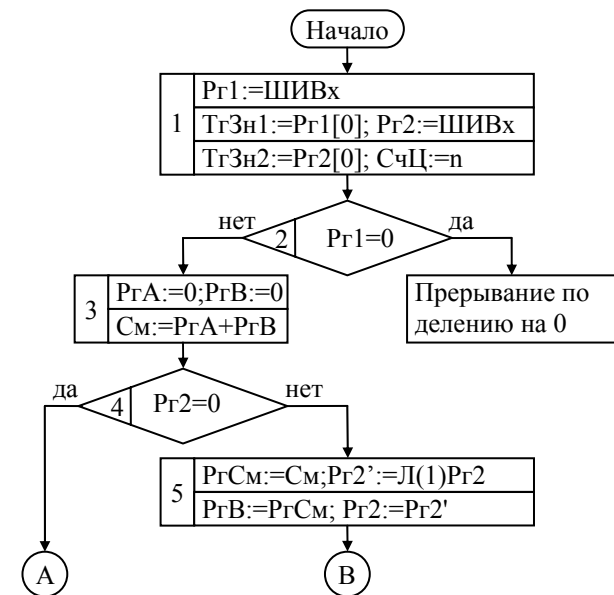 Начало
Рг1:=ШИВх
1
ТгЗн1:=Рг1[0]; Рг2:=ШИВх
ТгЗн2:=Рг2[0]; СчЦ:=n
нет
да
2
Рг1=0
РгА:=0;РгВ:=0
3
См:=РгА+РгВ
Прерывание по
делению на 0
да
нет
4
Рг2=0
РгСм:=См;Рг2’:=Л(1)Рг2
5
РгВ:=РгСм; Рг2:=Рг2'
А
В